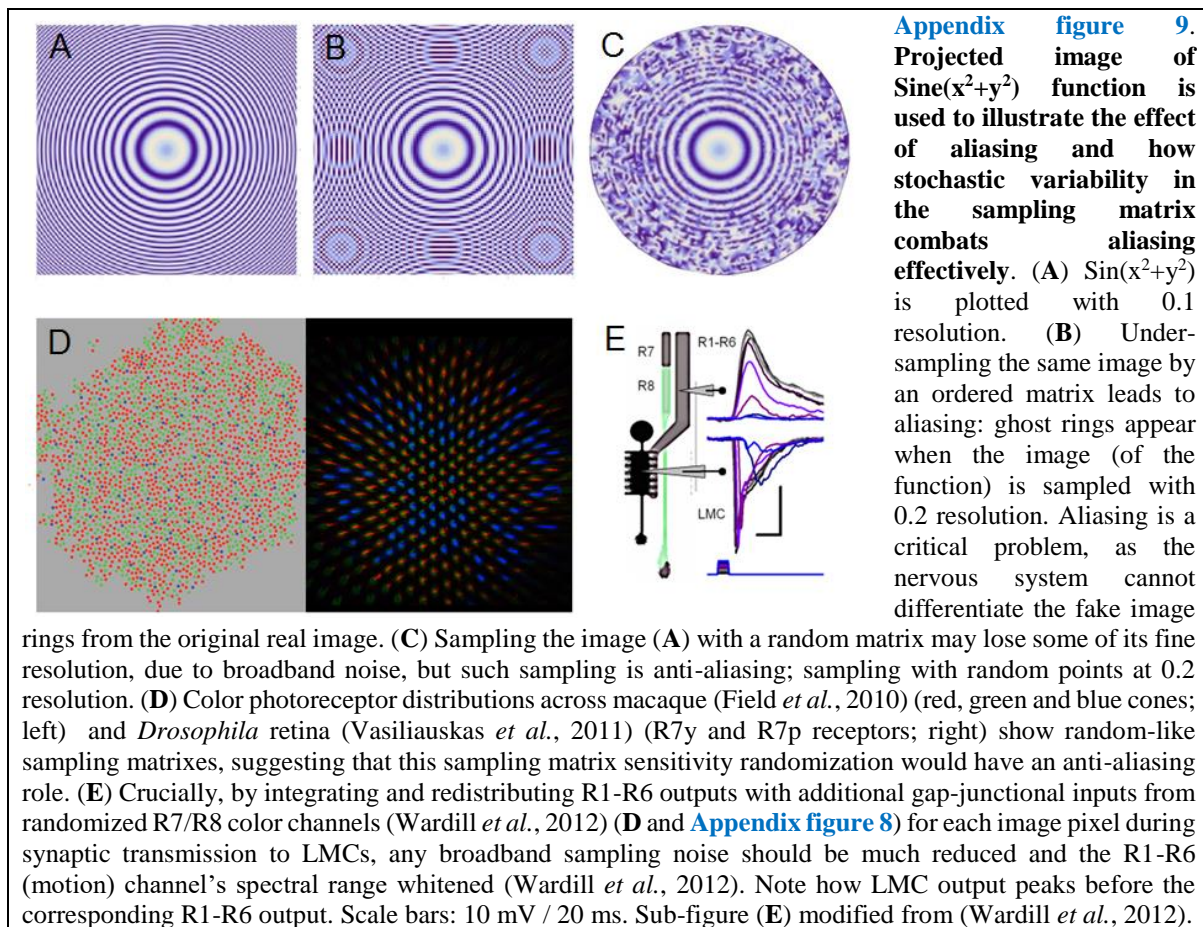 A
B
C
D
E
R7
R8
R1-R6
LMC
Appendix figure 9.
Projected image of
Sine(x²+y²) function is
used to illustrate the effect
of aliasing and how
stochastic variability in
the sampling matrix
combats aliasing
effectively. (A) Sin(x²+y²)
is plotted with 0.1
resolution. (B) Under-
sampling the same image by
an ordered matrix leads to
aliasing: ghost rings appear
when the image (of the
function) is sampled with
0.2 resolution. Aliasing is a
critical problem, as the
nervous system cannot
differentiate the fake image
rings from the original real image. (C) Sampling the image (A) with a random matrix may lose some of its fine
resolution, due to broadband noise, but such sampling is anti-aliasing; sampling with random points at 0.2
resolution. (D) Color photoreceptor distributions across macaque (Field et al., 2010) (red, green and blue cones;
left) and Drosophila retina (Vasiliauskas et al., 2011) (R7y and R7p receptors; right) show random-like
sampling matrixes, suggesting that this sampling matrix sensitivity randomization would have an anti-aliasing
role. (E) Crucially, by integrating and redistributing R1-R6 outputs with additional gap-junctional inputs from
randomized R7/R8 color channels (Wardill et al., 2012) (D and Appendix figure 8) for each image pixel during
synaptic transmission to LMCs, any broadband sampling noise should be much reduced and the R1-R6
(motion) channel's spectral range whitened (Wardill et al., 2012). Note how LMC output peaks before the
corresponding R1-R6 output. Scale bars: 10 mV / 20 ms. Sub-figure (E) modified from (Wardill et al., 2012).